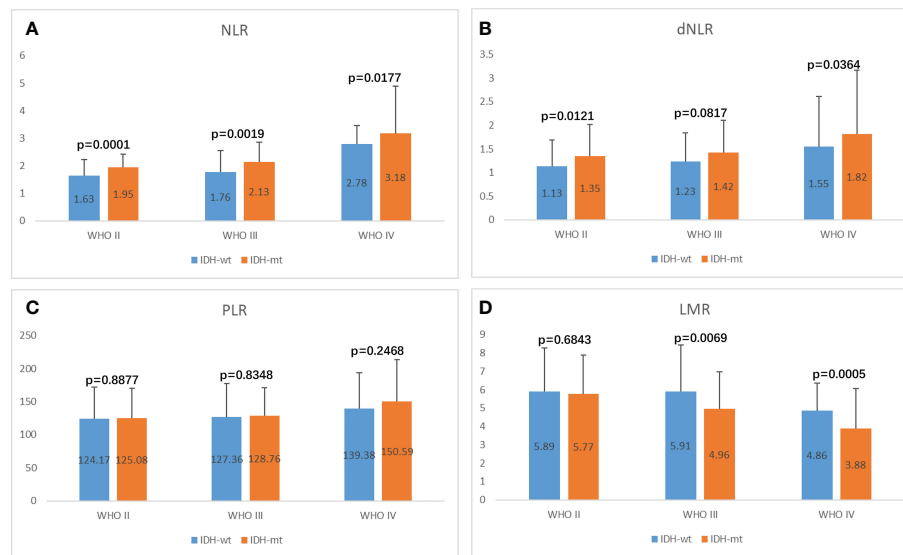 A
NLR
6
5
4
3
2
1
0
p=0.0001
p=0.0019
p=0.0177
1.63
1.95
1.76
2.13
2.78
3.18
WHO II
WHO III
WHO IV
IDH-wt
IDH-mt
B
dNLR
3.5
3
2.5
2
1.5
1
0.5
0
p=0.0121
p=0.0817
p=0.0364
1.13
1.35
1.23
1.42
1.55
1.82
WHO II
WHO III
WHO IV
IDH-wt
IDH-mt
C
PLR
250
200
150
100
50
0
p=0.8877
p=0.8348
p=0.2468
124.17
125.08
127.36
128.76
139.38
150.59
WHO II
WHO III
WHO IV
IDH-wt
IDH-mt
D
LMR
9
8
7
6
5
4
3
2
1
0
p=0.6843
p=0.0069
p=0.0005
5.89
5.77
5.91
4.96
4.86
3.88
WHO II
WHO III
WHO IV
IDH-wt
IDH-mt